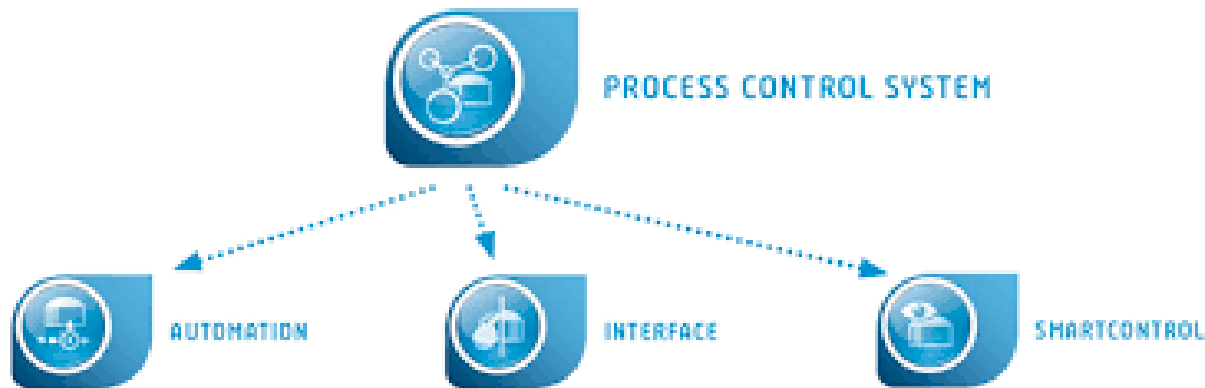 PROCESS CONTROL SYSTEM
AUTOMATION
INTERFACE
SMARTCONTROL